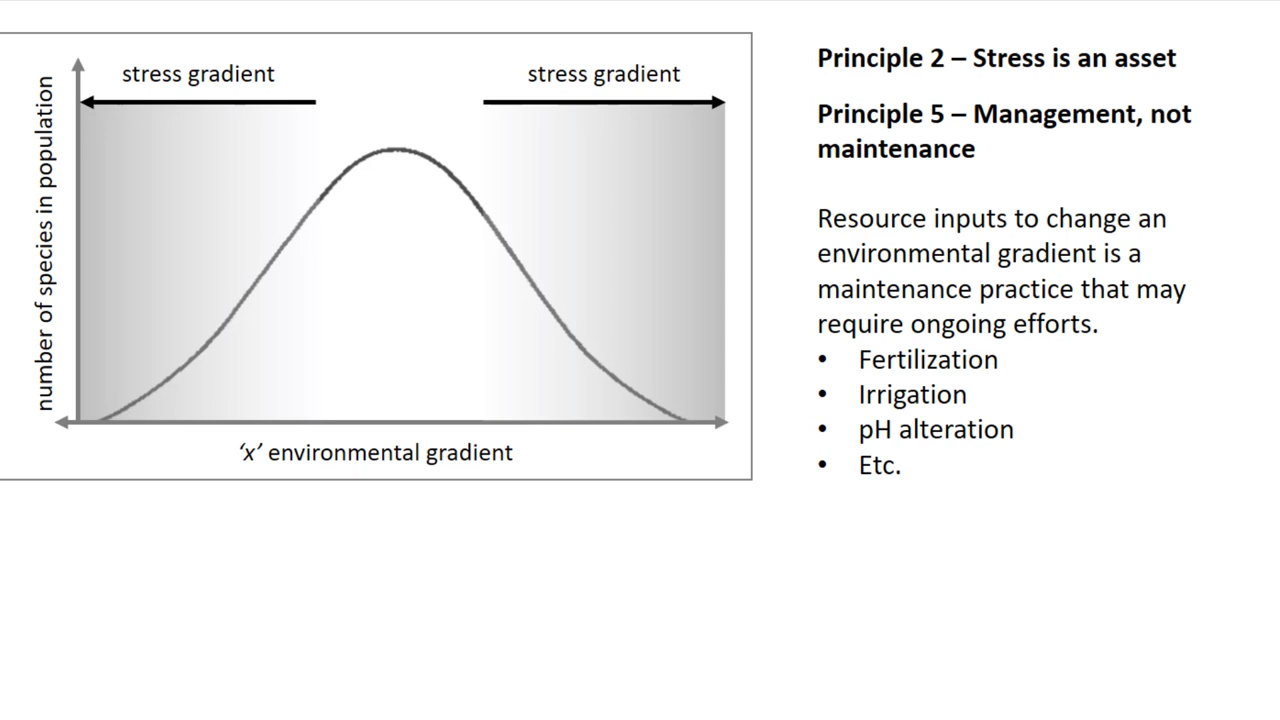 stress gradient
stress gradient
number of species in population
‘x’ environmental gradient
Principle 2 – Stress is an asset
Principle 5 – Management, not
maintenance
Resource inputs to change an
environmental gradient is a
maintenance practice that may
require ongoing efforts.
• Fertilization
• Irrigation
• pH alteration
• Etc.